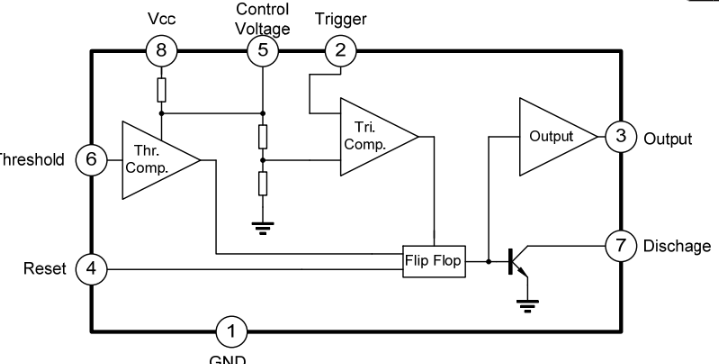 Vcc
Control
Voltage
Trigger
8
5
2
Thr.
Comp.
Tri.
Comp.
Output
3
Output
Threshold
6
7
Dischage
Flip Flop
Reset
4
1
GND